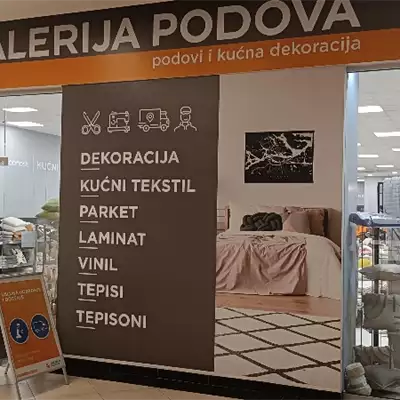 ALERIJA PODOVA
podovi i kućna dekoracija
DEKORACIJA
KUĆNI TEKSTIL
PARKET
LAMINAT
VINIL
TEPISI
TEPISONI